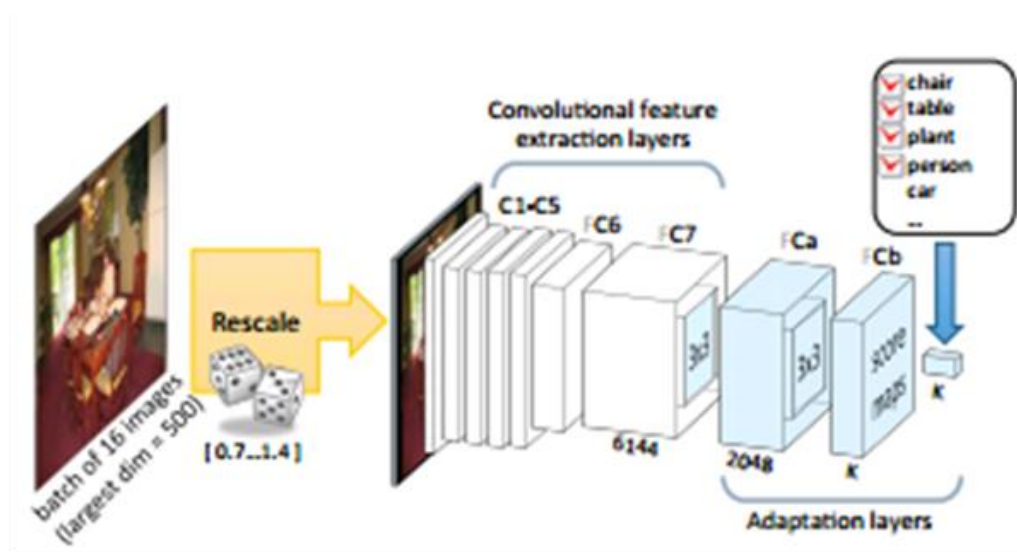 chair
table
plant
person
car
...
Convolutional feature
extraction layers
C1-C5
FC6
FC7
FCa
FCb
Rescale
[0.7...1.4]
batch of 16 images
(largest dim = 500)
3x3
3x3
score
maps
K
6144
2048
K
Adaptation layers